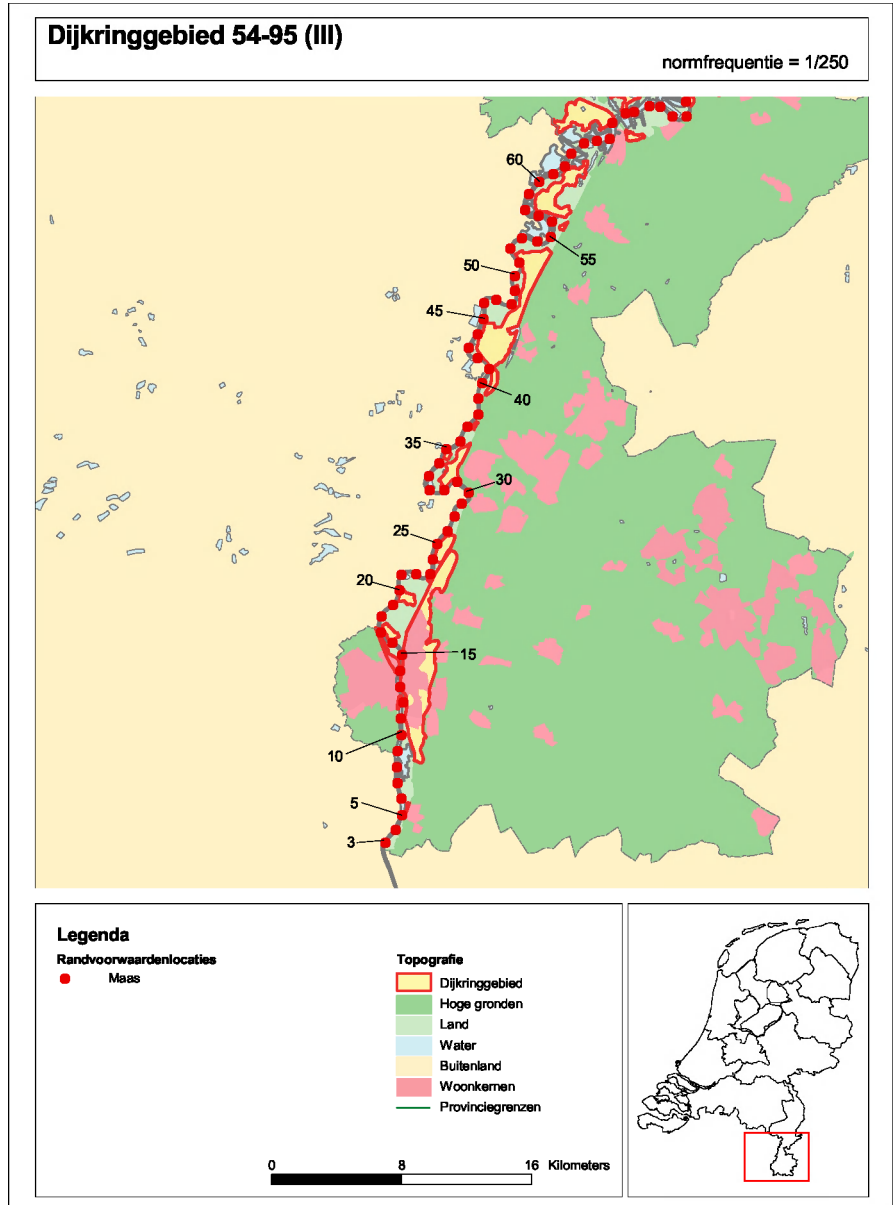 Dijkringgebied 54-95 (III)
normfrequentie = 1/250
60
55
50
45
40
35
30
25
20
15
10
5
3
Legenda
Randvoorwaardenlocaties
Maas
Topografie
Dijkringgebied
Hoge gronden
Land
Water
Buitenland
Woonkernen
Provinciegrenzen
0 8 16 Kilometers